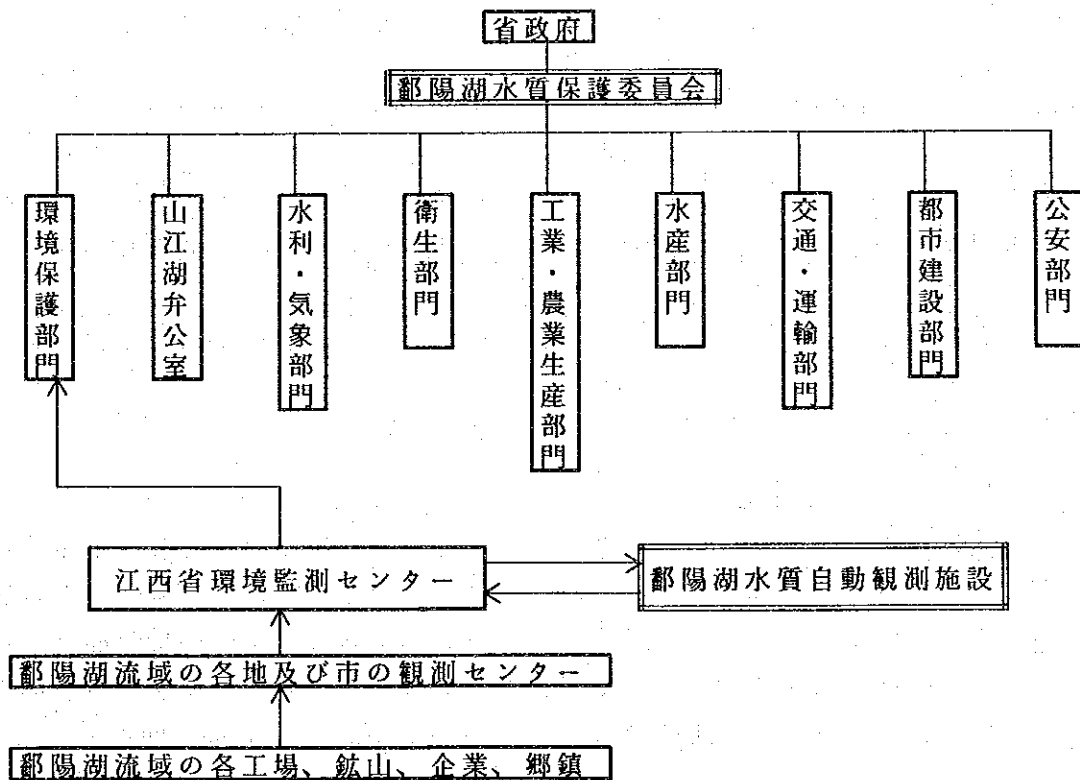 省政府
鄱陽湖水質保護委員会
環境保護部門
山江湖弁公室
水利・気象部門
衛生部門
工業・農業生産部門
水産部門
交通・運輸部門
都市建設部門
公安部門
江西省環境監測センター
鄱陽湖水質自動観測施設
鄱陽湖流域の各地及び市の観測センター
鄱陽湖流域の各工場、鉱山、企業、郷鎮